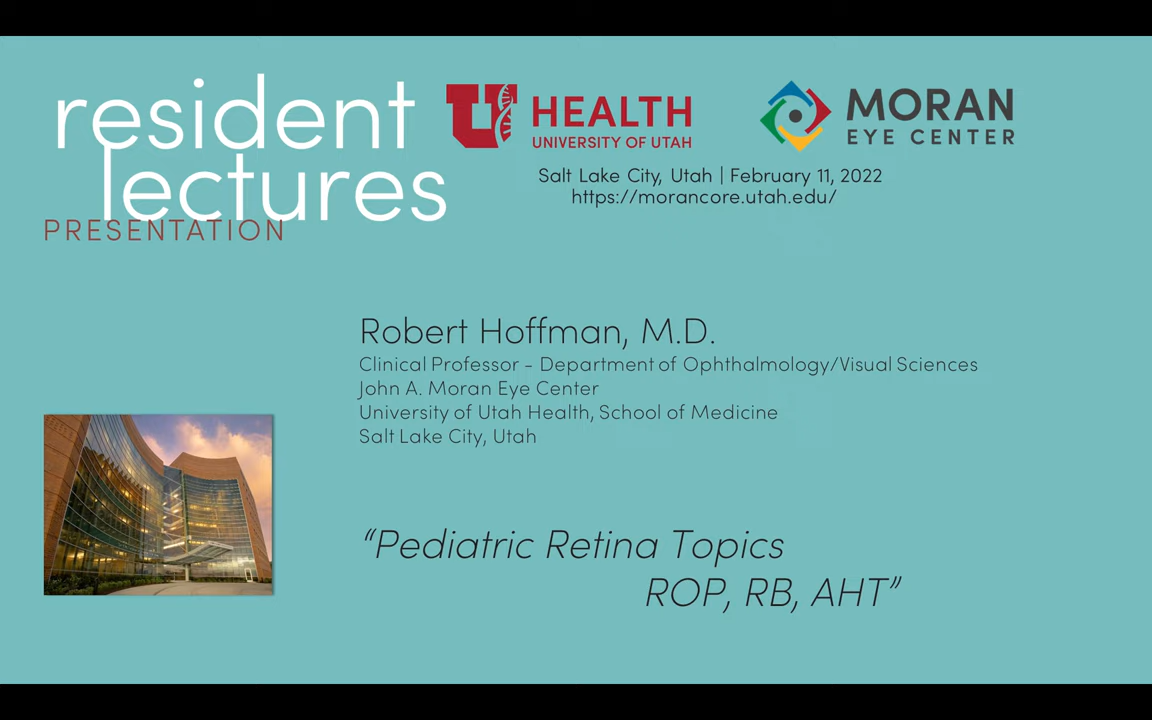 resident
lectures
PRESENTATION
U HEALTH
UNIVERSITY OF UTAH
MORAN
EYE CENTER
Salt Lake City, Utah | February 11, 2022
https://morancore.utah.edu/
Robert Hoffman, M.D.
Clinical Professor - Department of Ophthalmology/Visual Sciences
John A. Moran Eye Center
University of Utah Health, School of Medicine
Salt Lake City, Utah
“Pediatric Retina Topics
ROP, RB, AHT”